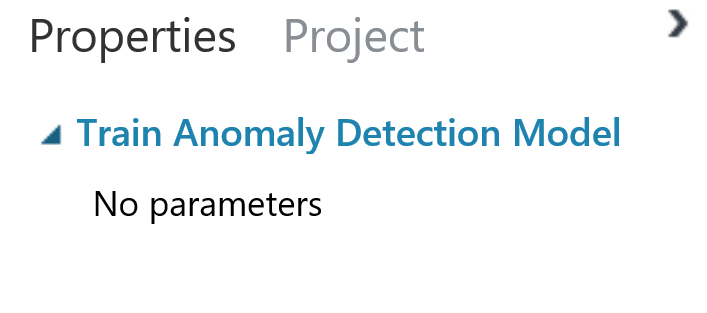 Properties Project
Train Anomaly Detection Model
No parameters